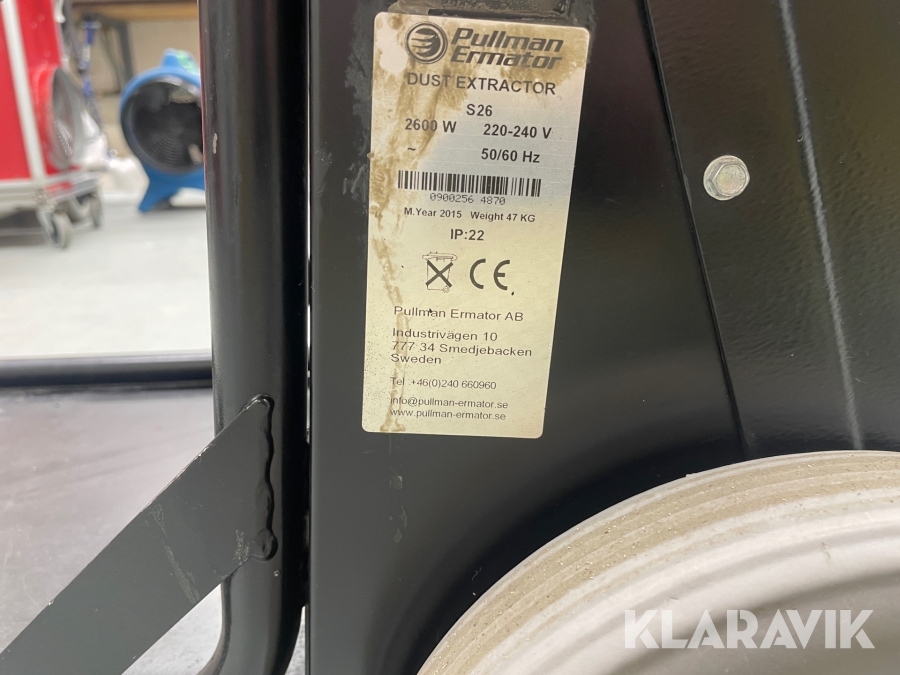 Pullman
Ermator
DUST EXTRACTOR
S26
2600 W 220-240 V
~ 50/60 Hz
0900256 4870
M.Year 2015 Weight 47 KG
IP:22
CE
Pullman Ermator AB
Industrivägen 10
777 34 Smedjebacken
Sweden
Tel :+46(0)240 660960
info@pullman-ermator.se
www.pullman-ermator.se
KLARAVIK